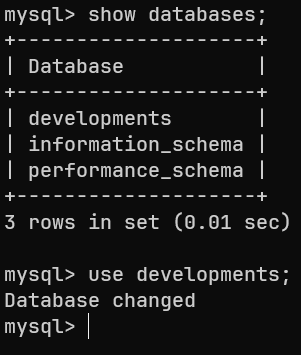 mysql> show databases;
+--------------------+
| Database           |
+--------------------+
| developments       |
| information_schema |
| performance_schema |
+--------------------+
3 rows in set (0.01 sec)

mysql> use developments;
Database changed
mysql>